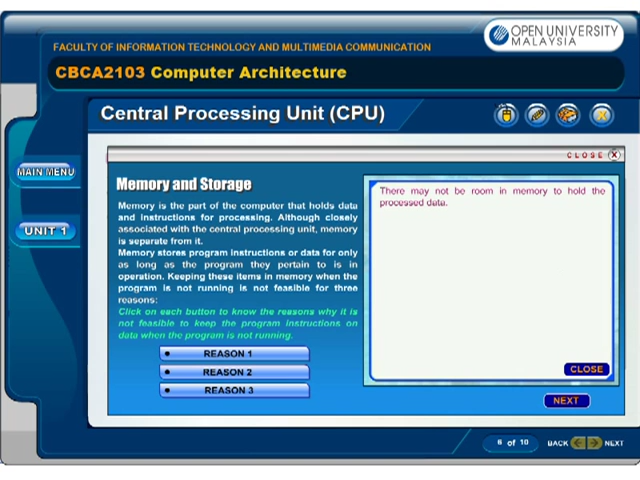 OPEN UNIVERSITY
MALAYSIA
FACULTY OF INFORMATION TECHNOLOGY AND MULTIMEDIA COMMUNICATION
CBCA2103 Computer Architecture
Central Processing Unit (CPU)
CLOSE
MAIN MENU
UNIT 1
Memory and Storage
Memory is the part of the computer that holds data
and instructions for processing. Although closely
associated with the central processing unit, memory
is separate from it.
Memory stores program instructions or data for only
as long as the program they pertain to is in
operation. Keeping these items in memory when the
program is not running is not feasible for three
reasons:
Click on each button to know the reasons why it is
not feasible to keep the program instructions on
data when the program is not running.
REASON 1
REASON 2
REASON 3
There may not be room in memory to hold the
processed data.
CLOSE
NEXT
6 of 10
BACK
NEXT